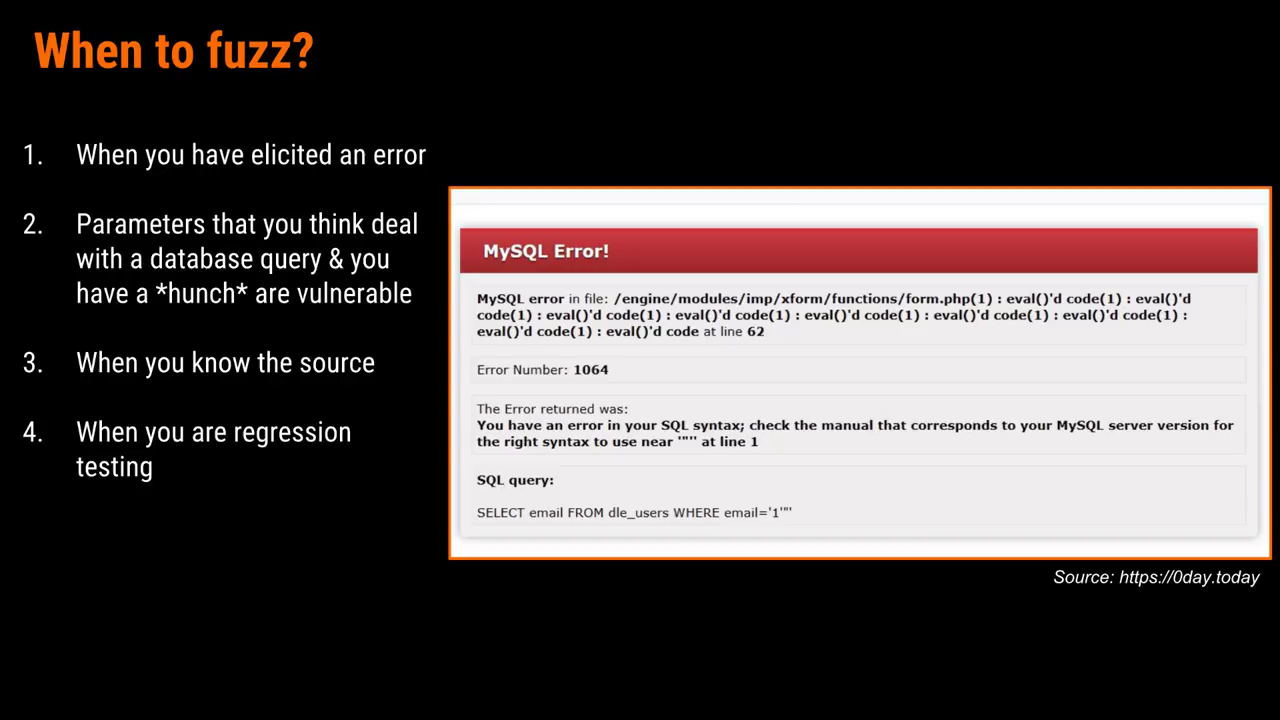 When to fuzz?
1. When you have elicited an error
2. Parameters that you think deal
with a database query & you
have a *hunch* are vulnerable
3. When you know the source
4. When you are regression
testing
MySQL Error!
MySQL error in file: /engine/modules/imp/xform/functions/form.php(1) : eval()'d code(1) : eval()'d
code(1) : eval()'d code(1) : eval()'d code(1) : eval()'d code(1) : eval()'d code(1) : eval()'d code(1) :
eval()'d code(1) : eval()'d code at line 62
Error Number: 1064
The Error returned was:
You have an error in your SQL syntax; check the manual that corresponds to your MySQL server version for
the right syntax to use near '"'' at line 1
SQL query:
SELECT email FROM dle_users WHERE email='1'"'
Source: https://0day.today